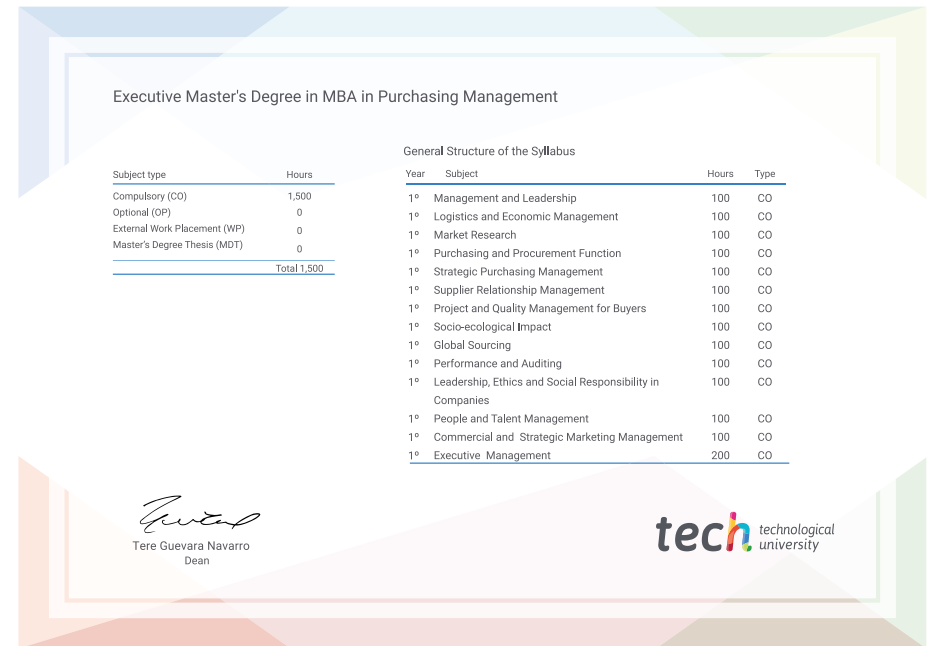 Executive Master's Degree in MBA in Purchasing Management
General Structure of the Syllabus
Subject type Hours
Compulsory (CO) 1,500
Optional (OP) 0
External Work Placement (WP) 0
Master's Degree Thesis (MDT) 0
Total 1,500
Year Subject Hours Type
1º Management and Leadership 100 CO
1º Logistics and Economic Management 100 CO
1º Market Research 100 CO
1º Purchasing and Procurement Function 100 CO
1º Strategic Purchasing Management 100 CO
1º Supplier Relationship Management 100 CO
1º Project and Quality Management for Buyers 100 CO
1º Socio-ecological Impact 100 CO
1º Global Sourcing 100 CO
1º Performance and Auditing 100 CO
1º Leadership, Ethics and Social Responsibility in 100 CO
Companies
1º People and Talent Management 100 CO
1º Commercial and Strategic Marketing Management 100 CO
1º Executive Management 200 CO
Tere Guevara Navarro
Dean
tech technological
university